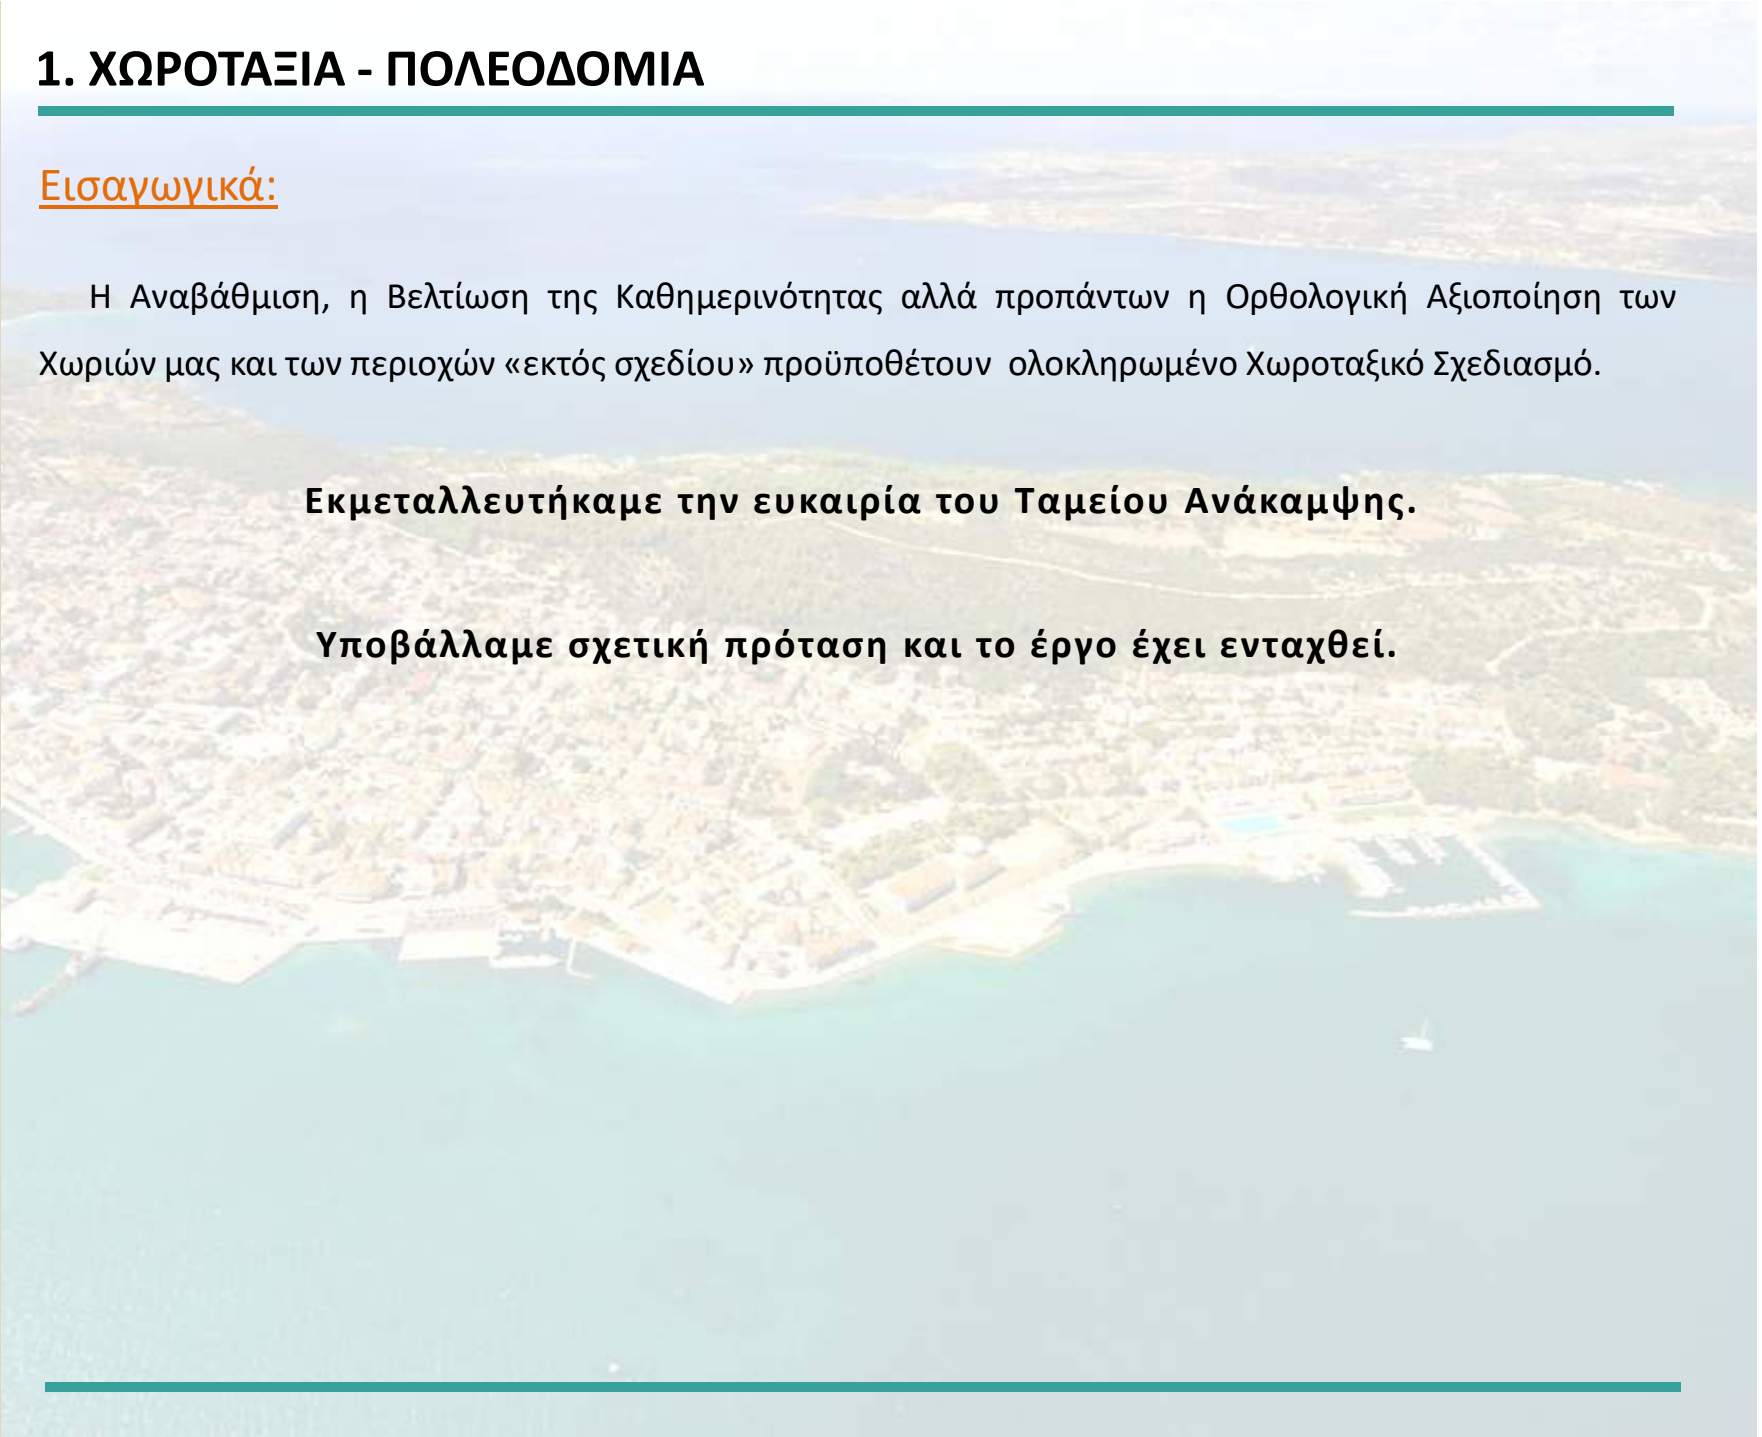 1. ΧΩΡΟΤΑΞΙΑ - ΠΟΛΕΟΔΟΜΙΑ
Εισαγωγικά:
Η Αναβάθμιση, η Βελτίωση της Καθημερινότητας αλλά προπάντων η Ορθολογική Αξιοποίηση των
Χωριών μας και των περιοχών «εκτός σχεδίου» προϋποθέτουν ολοκληρωμένο Χωροταξικό Σχεδιασμό.
Εκμεταλλευτήκαμε την ευκαιρία του Ταμείου Ανάκαμψης.
Υποβάλλαμε σχετική πρόταση και το έργο έχει ενταχθεί.